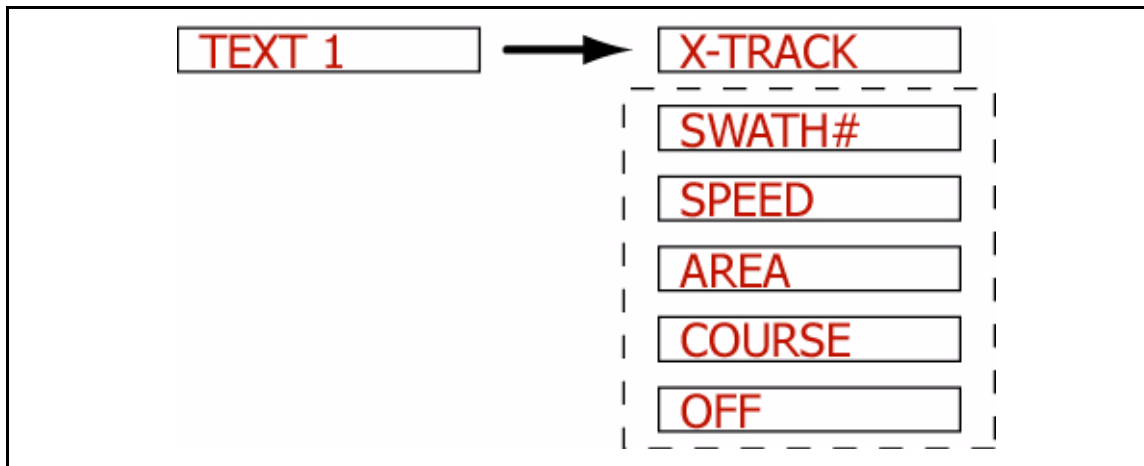 TEXT 1
X-TRACK
SWATH#
SPEED
AREA
COURSE
OFF